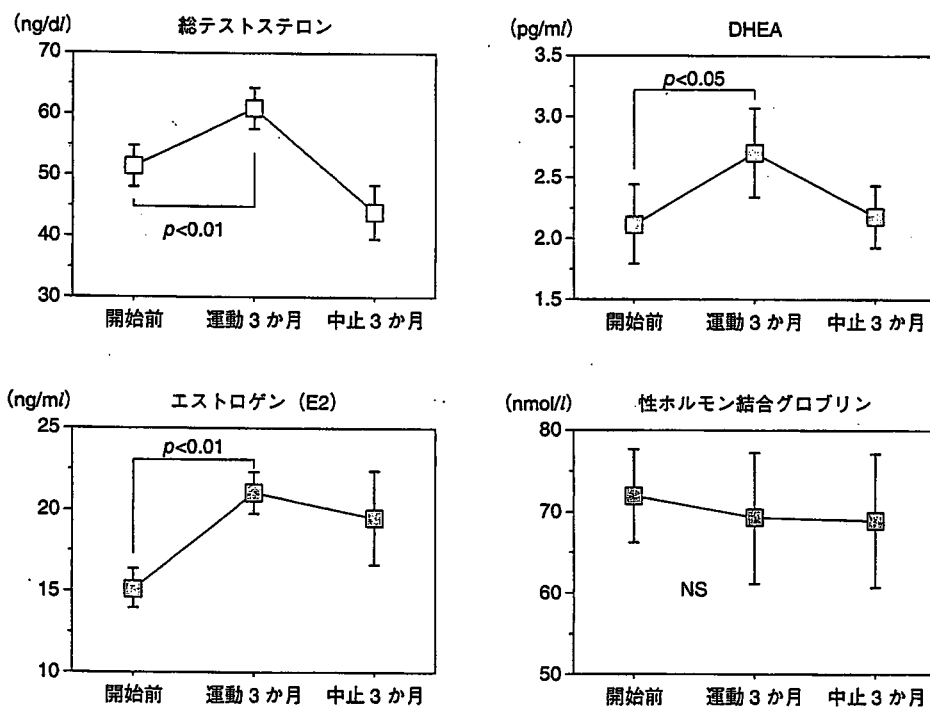 (ng/dl) 総テストステロン
70
60
50
40
30
p<0.01
開始前 運動3か月 中止3か月
(pg/ml) DHEA
3.5
3.0
2.5
2.0
1.5
p<0.05
開始前 運動3か月 中止3か月
(ng/ml) エストロゲン (E2)
25
20
15
10
p<0.01
開始前 運動3か月 中止3か月
(nmol/l) 性ホルモン結合グロブリン
80
70
60
50
NS
開始前 運動3か月 中止3か月